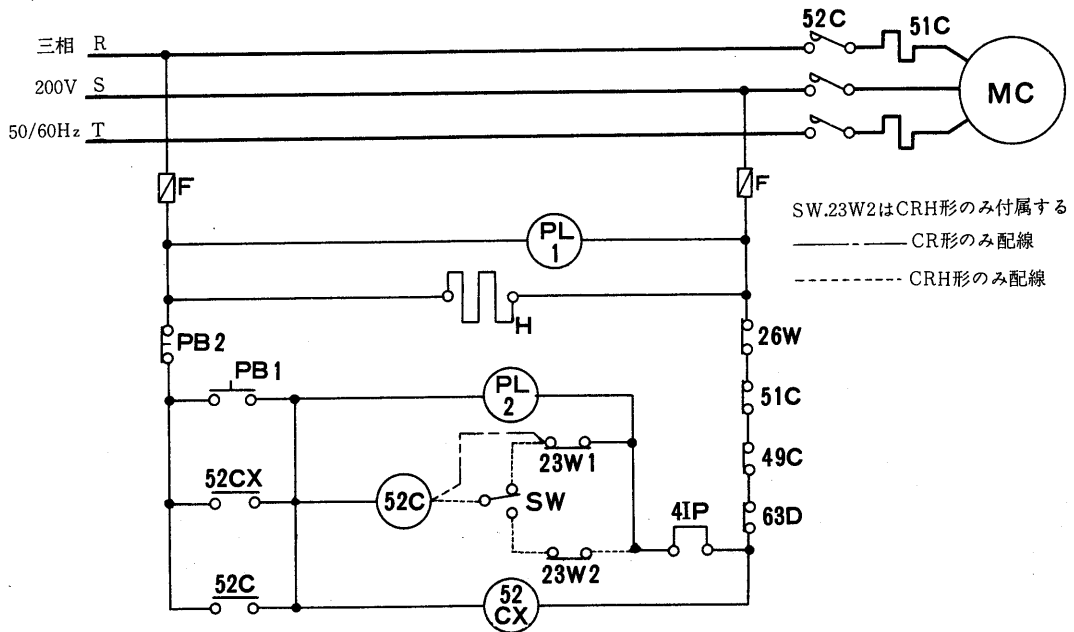 52C
51C
三相 R
200V S
50/60Hz T
MC
F
F
SW.23W2はCRH形のみ付属する
CR形のみ配線
CRH形のみ配線
PL
1
H
PB2
26W
PB1
PL
2
51C
23W1
49C
52CX
52C
SW
41P
63D
23W2
52C
52
CX